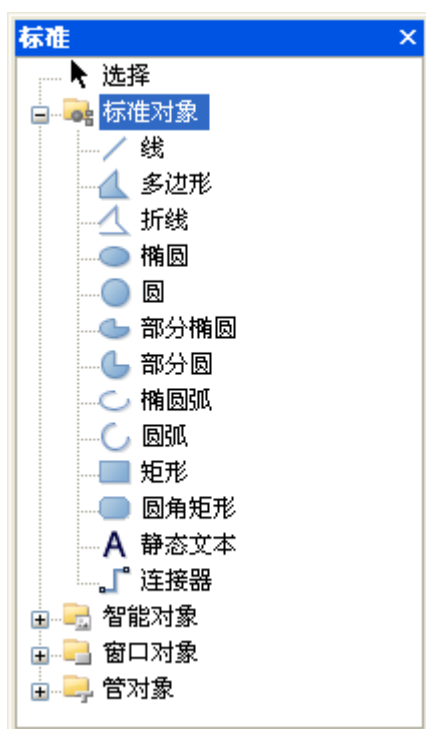 标准
选择
标准对象
线
多边形
折线
椭圆
圆
部分椭圆
部分圆
椭圆弧
圆弧
矩形
圆角矩形
A 静态文本
连接器
智能对象
窗口对象
管对象